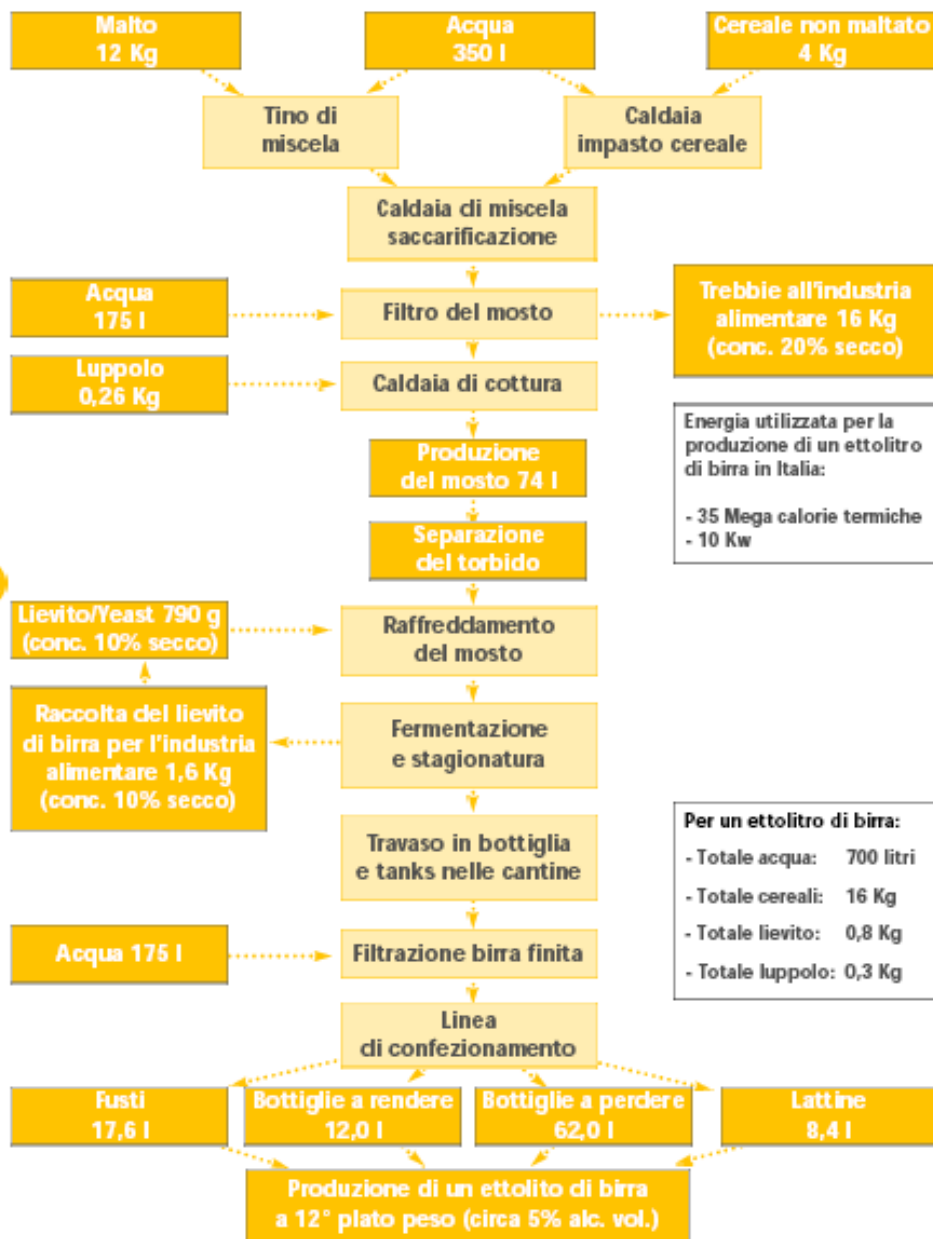 Malto
12 Kg
Acqua
350 l
Cereale non maltato
4 Kg
Tino di
miscela
Caldaia
impasto cereale
Caldaia di miscela
saccarificazione
Acqua
175 l
Filtro del mosto
Trebbie all'industria
alimentare 16 Kg
(conc. 20% secco)
Luppolo
0,26 Kg
Caldaia di cottura
Energia utilizzata per la
produzione di un ettolitro
di birra in Italia:
- 35 Mega calorie termiche
- 10 Kw
Produzione
del mosto 74 l
Separazione
del torbido
Lievito/Yeast 790 g
(conc. 10% secco)
Raffreddamento
del mosto
Raccolta del lievito
di birra per l'industria
alimentare 1,6 Kg
(conc. 10% secco)
Fermentazione
e stagionatura
Travaso in bottiglia
e tanks nelle cantine
Per un ettolitro di birra:
- Totale acqua: 700 litri
- Totale cereali: 16 Kg
- Totale lievito: 0,8 Kg
- Totale luppolo: 0,3 Kg
Acqua 175 l
Filtrazione birra finita
Linea
di confezionamento
Fusti
17,6 l
Bottiglie a rendere
12,0 l
Bottiglie a perdere
62,0 l
Lattine
8,4 l
Produzione di un ettolito di birra
a 12° plato peso (circa 5% alc. vol.)